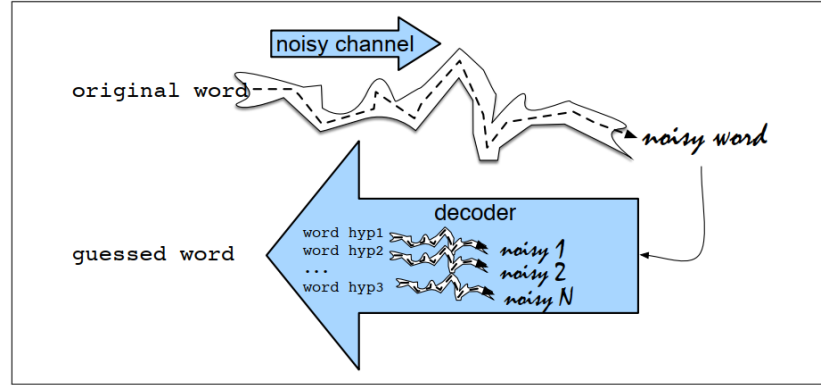 noisy channel
original word
noisy word
decoder
word hyp1
noisy 1
word hyp2
guessed word
noisy 2
...
word hyp3
noisy N